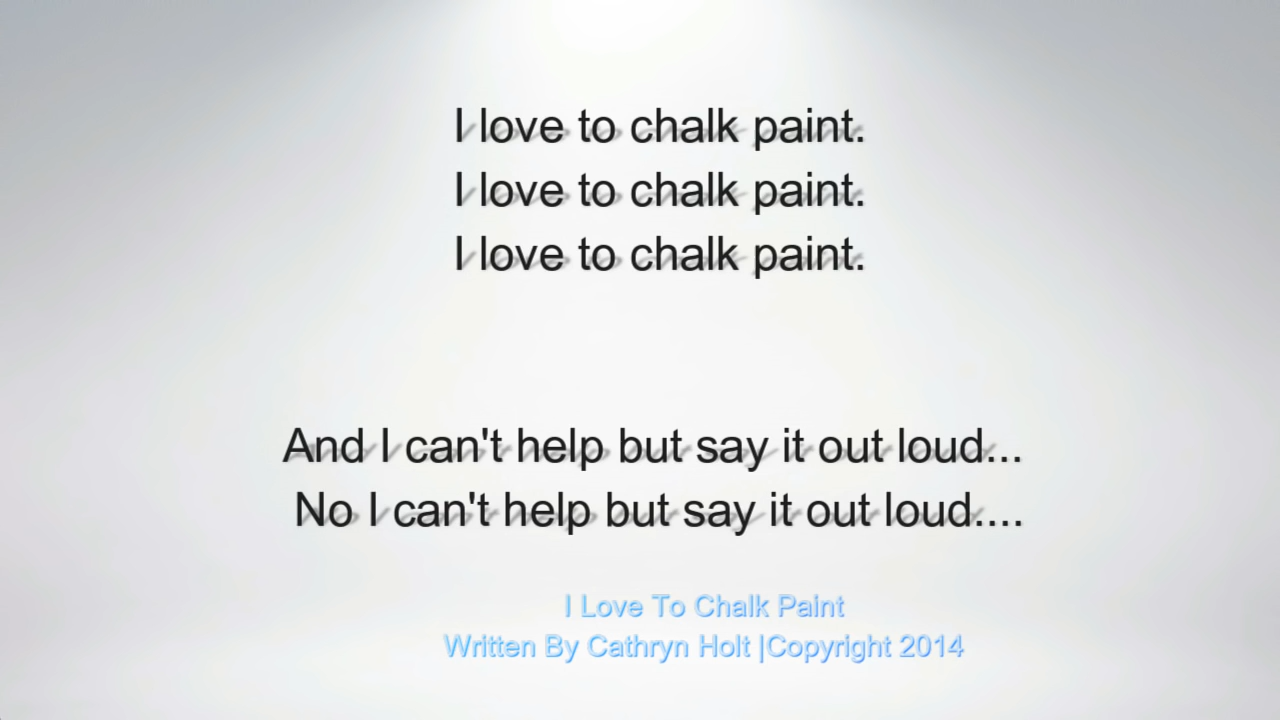 I love to chalk paint.
I love to chalk paint.
I love to chalk paint.
And I can't help but say it out loud...
No I can't help but say it out loud....
I Love To Chalk Paint
Written By Cathryn Holt |Copyright 2014